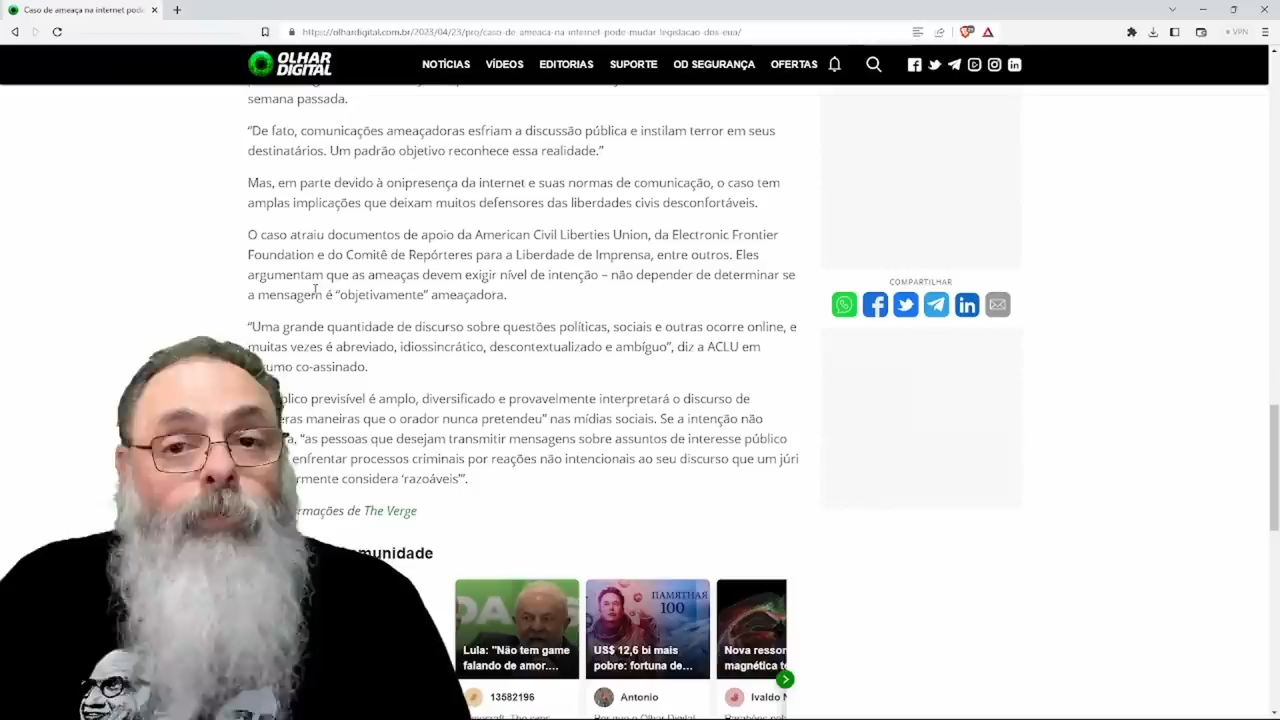 Caso de ameaça na internet pode
https://olhardigital.com.br/2023/04/23/pro/caso-de-ameaca-na-internet-pode-mudar-legislacao-dos-eua/
VPN
OLHAR
DIGITAL
NOTÍCIAS VÍDEOS EDITORIAS SUPORTE OD SEGURANÇA OFERTAS
semana passada.
“De fato, comunicações ameaçadoras esfriam a discussão pública e instilam terror em seus
destinatários. Um padrão objetivo reconhece essa realidade.”
Mas, em parte devido à onipresença da internet e suas normas de comunicação, o caso tem
amplas implicações que deixam muitos defensores das liberdades civis desconfortáveis.
O caso atraiu documentos de apoio da American Civil Liberties Union, da Electronic Frontier
Foundation e do Comitê de Repórteres para a Liberdade de Imprensa, entre outros. Eles
argumentam que as ameaças devem exigir nível de intenção – não depender de determinar se
a mensagem é “objetivamente” ameaçadora.
COMPARTILHAR
“Uma grande quantidade de discurso sobre questões políticas, sociais e outras ocorre online, e
muitas vezes é abreviado, idiossincrático, descontextualizado e ambíguo”, diz a ACLU em
umo co-assinado.
blico previsível é amplo, diversificado e provavelmente interpretará o discurso de
eras maneiras que o orador nunca pretendeu” nas mídias sociais. Se a intenção não
“as pessoas que desejam transmitir mensagens sobre assuntos de interesse público
enfrentar processos criminais por reações não intencionais ao seu discurso que um júri
rmente considera ‘razoáveis’”.
rmações de The Verge
munidade
ПАМЯТНАЯ
100
Lula: "Não tem game
falando de amor....
US$ 12,6 bi mais
pobre: fortuna de...
Nova ressor
magnética t
13582196
Antonio
Ivaldo